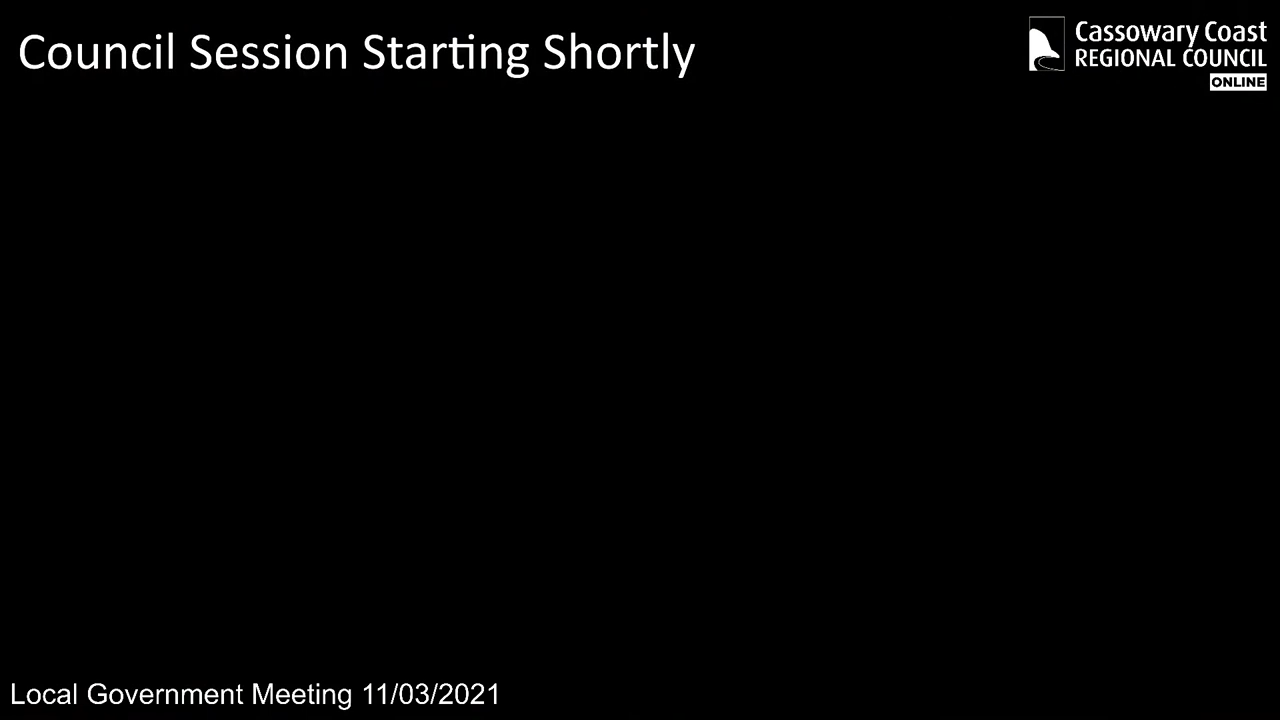 Council Session Starting Shortly
Cassowary Coast
REGIONAL COUNCIL
ONLINE
Local Government Meeting 11/03/2021